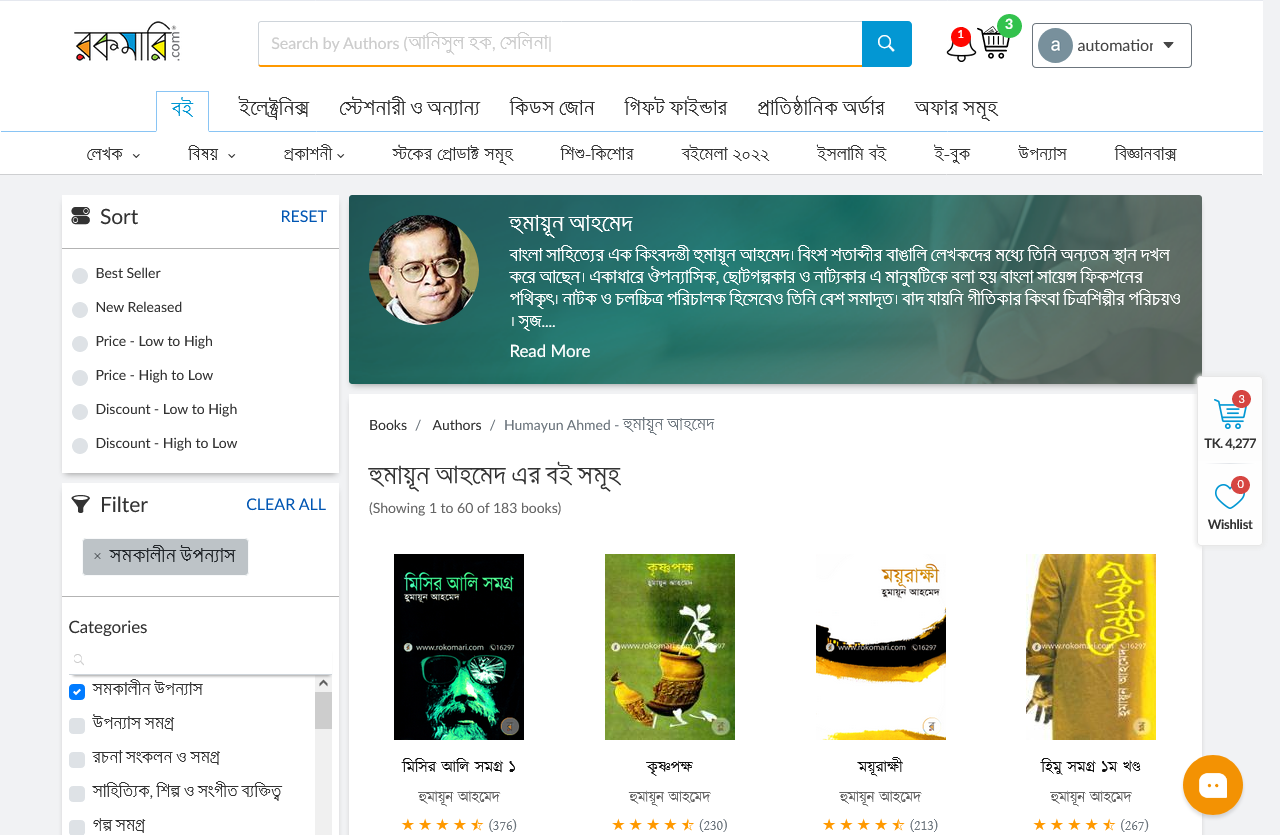 রকমারি.com
Search by Authors (আনিসুল হক, সেলিনা|
1
3
a automation
বই ইলেক্ট্রনিক্স স্টেশনারী ও অন্যান্য কিডস জোন গিফট ফাইন্ডার প্রাতিষ্ঠানিক অর্ডার অফার সমূহ
লেখক বিষয় প্রকাশনী স্টকের প্রোডাক্ট সমূহ শিশু-কিশোর বইমেলা ২০২২ ইসলামি বই ই-বুক উপন্যাস বিজ্ঞানবাক্স
Sort RESET
Best Seller
New Released
Price - Low to High
Price - High to Low
Discount - Low to High
Discount - High to Low
Filter CLEAR ALL
× সমকালীন উপন্যাস
Categories
সমকালীন উপন্যাস
উপন্যাস সমগ্র
রচনা সংকলন ও সমগ্র
সাহিত্যিক, শিল্প ও সংগীত ব্যক্তিত্ব
গল্প সমগ্র
হুমায়ূন আহমেদ
বাংলা সাহিত্যের এক কিংবদন্তী হুমায়ূন আহমেদ। বিংশ শতাব্দীর বাঙালি লেখকদের মধ্যে তিনি অন্যতম স্থান দখল
করে আছেন। একাধারে ঔপন্যাসিক, ছোটগল্পকার ও নাট্যকার এ মানুষটিকে বলা হয় বাংলা সায়েন্স ফিকশনের
পথিকৃৎ। নাটক ও চলচ্চিত্র পরিচালক হিসেবেও তিনি বেশ সমাদৃত। বাদ যায়নি গীতিকার কিংবা চিত্রশিল্পীর পরিচয়ও
। সৃজ....
Read More
Books / Authors / Humayun Ahmed - হুমায়ূন আহমেদ
হুমায়ূন আহমেদ এর বই সমূহ
(Showing 1 to 60 of 183 books)
মিসির আলি সমগ্র
হুমায়ূন আহমেদ
www.rokomari.com 16297
কৃষ্ণপক্ষ
হুমায়ূন আহমেদ
www.rokomari.com 16297
ময়ূরাক্ষী
হুমায়ূন আহমেদ
www.rokomari.com 16297
হিমুসমগ্র
হুমায়ূন আহমেদ
www.rokomari.com 16297
মিসির আলি সমগ্র ১ কৃষ্ণপক্ষ ময়ূরাক্ষী হিমু সমগ্র ১ম খণ্ড
হুমায়ূন আহমেদ হুমায়ূন আহমেদ হুমায়ূন আহমেদ হুমায়ূন আহমেদ
(376) (230) (213) (267)
3
TK. 4,277
0
Wishlist